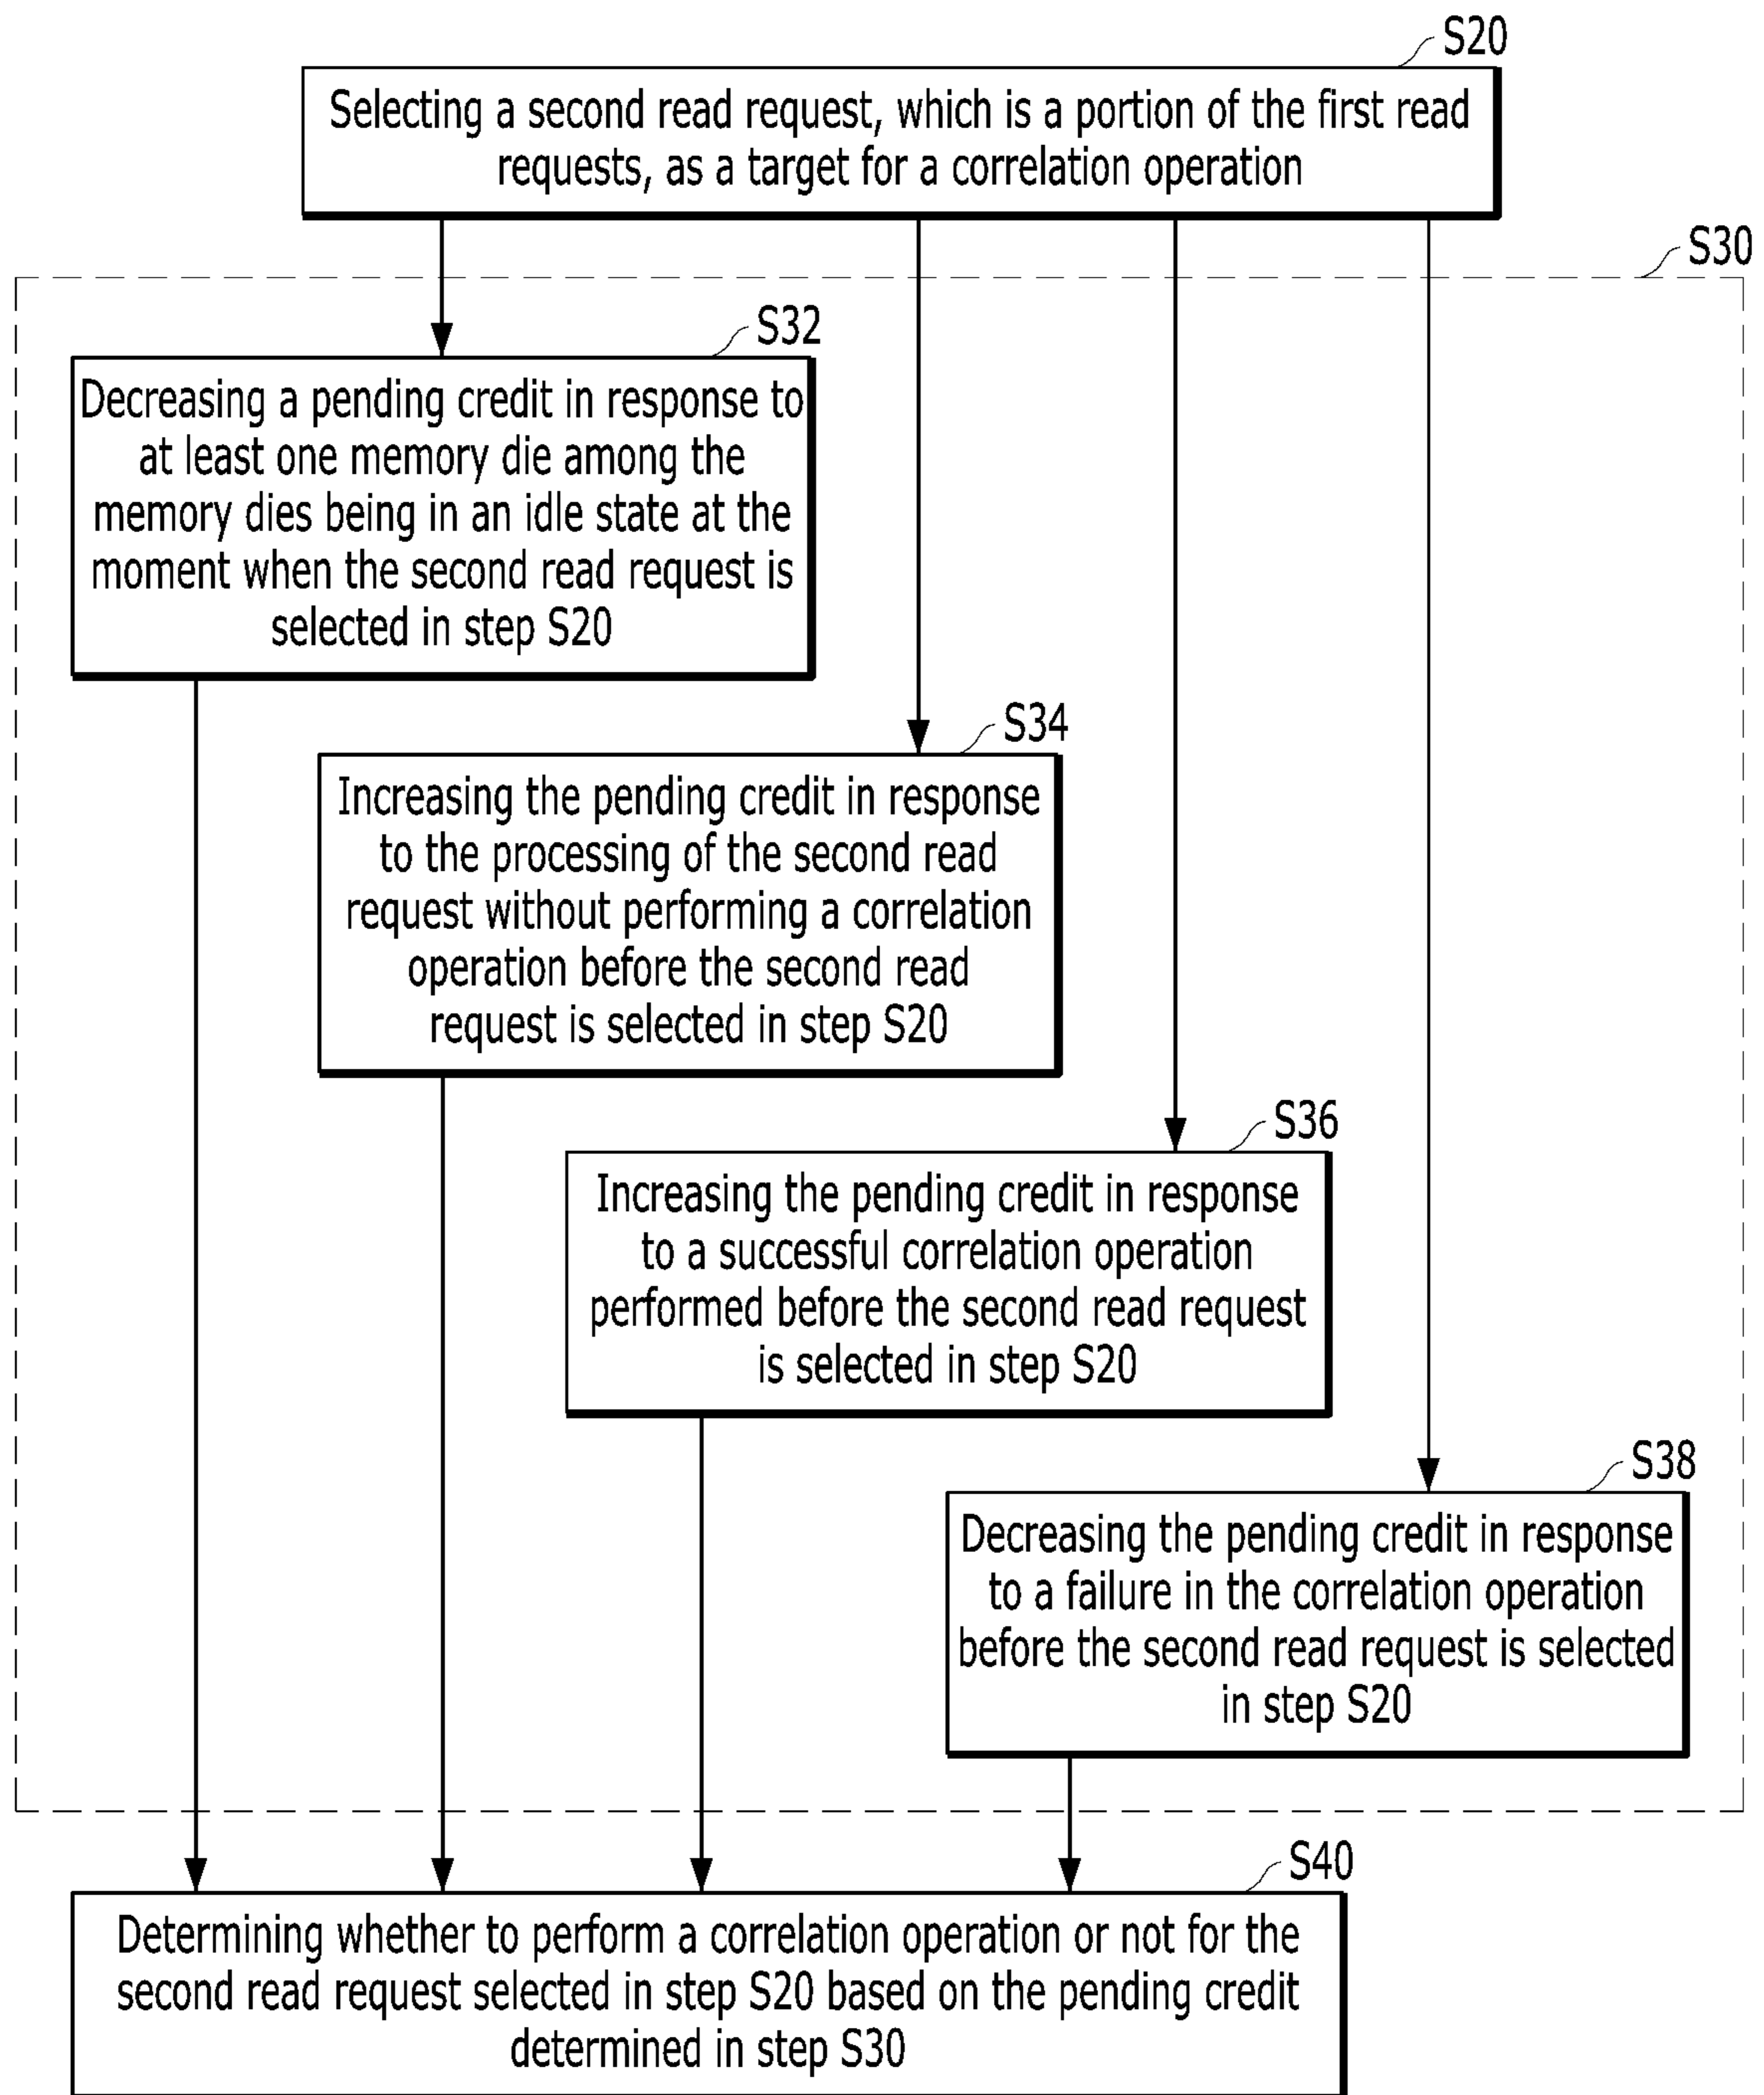 S20
Selecting a second read request, which is a portion of the first read
requests, as a target for a correlation operation
S30
S32
Decreasing a pending credit in response to
at least one memory die among the
memory dies being in an idle state at the
moment when the second read request is
selected in step S20
S34
Increasing the pending credit in response
to the processing of the second read
request without performing a correlation
operation before the second read
request is selected in step S20
S36
Increasing the pending credit in response
to a successful correlation operation
performed before the second read request
is selected in step S20
S38
Decreasing the pending credit in response
to a failure in the correlation operation
before the second read request is selected
in step S20
S40
Determining whether to perform a correlation operation or not for the
second read request selected in step S20 based on the pending credit
determined in step S30